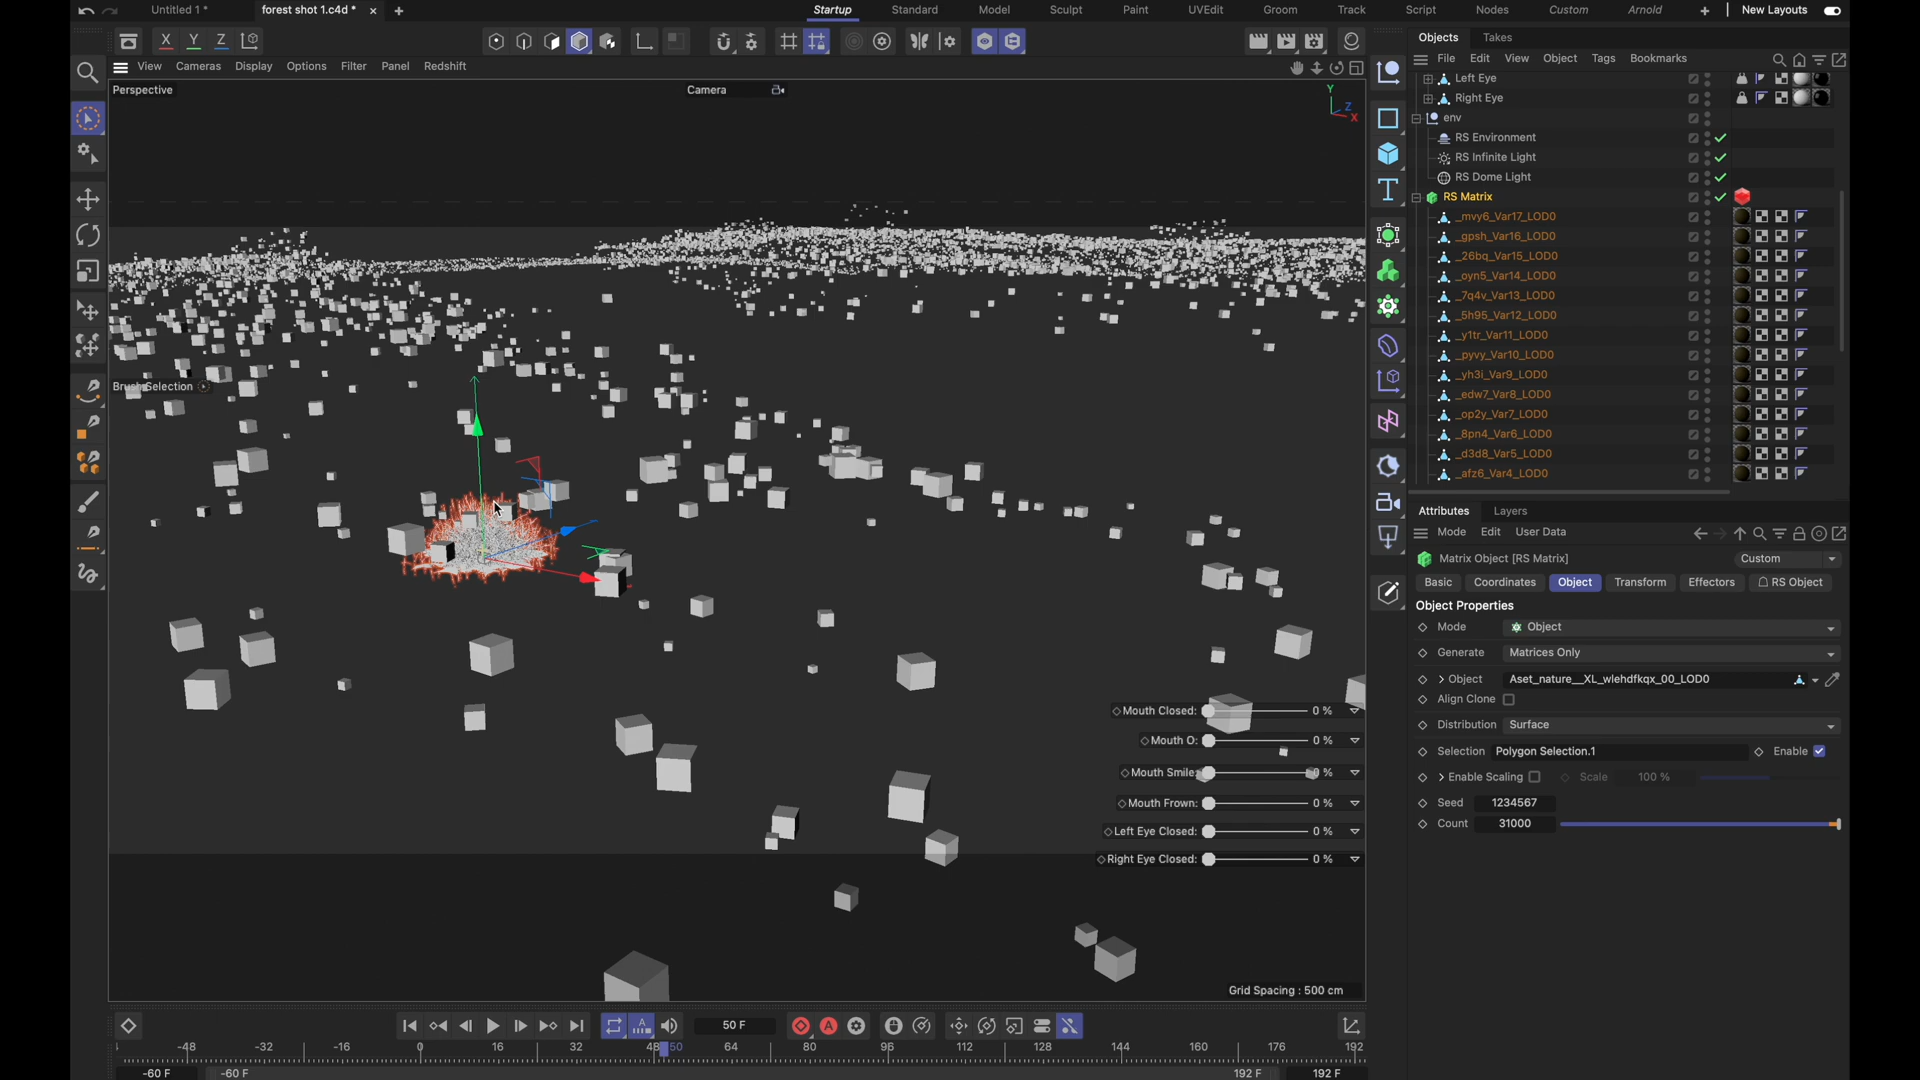 Untitled 1 *
forest shot 1.c4d *
Startup
Standard
Model
Sculpt
Paint
UVEdit
Groom
Track
Script
Nodes
Custom
Arnold
New Layouts
X Y Z
View Cameras Display Options Filter Panel Redshift
Perspective
Camera
Y
Z
X
Brush Selection
Mouth Closed: 0 %
Mouth O: 0 %
Mouth Smile: %
Mouth Frown: 0 %
Left Eye Closed: 0 %
Right Eye Closed: 0 %
Grid Spacing : 500 cm
50 F
-48 -32 -16 0 16 32 48 50 64 80 96 112 128 144 160 176 192
-60 F
-60 F
192 F
192 F
Objects
Takes
File Edit View Object Tags Bookmarks
Left Eye
Right Eye
env
RS Environment
RS Infinite Light
RS Dome Light
RS Matrix
_mvy6_Var17_LOD0
_gpsh_Var16_LOD0
_26bq_Var15_LOD0
_oyn5_Var14_LOD0
_7q4v_Var13_LOD0
_5h95_Var12_LOD0
_y1tr_Var11_LOD0
_pyvy_Var10_LOD0
_yh3i_Var9_LOD0
_edw7_Var8_LOD0
_op2y_Var7_LOD0
_8pn4_Var6_LOD0
_d3d8_Var5_LOD0
_afz6_Var4_LOD0
Attributes
Layers
Mode Edit User Data
Matrix Object [RS Matrix]
Custom
Basic Coordinates Object Transform Effectors RS Object
Object Properties
Mode Object
Generate Matrices Only
Object Aset_nature__XL_wlehdfkqx_00_LOD0
Align Clone
Distribution Surface
Selection Polygon Selection.1 Enable
Enable Scaling Scale 100 %
Seed 1234567
Count 31000